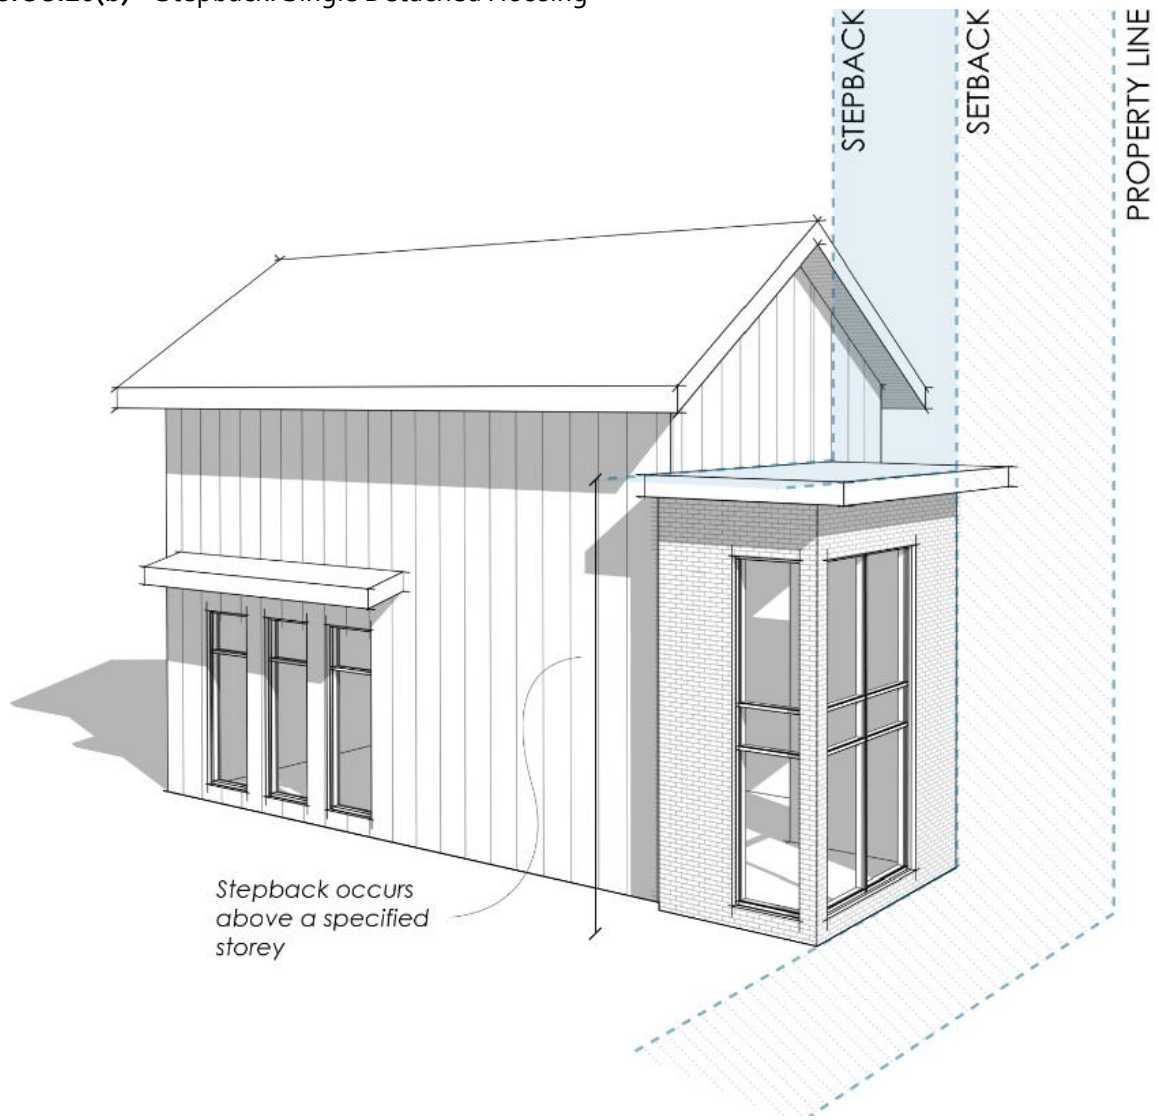 Stepback: Single Detached Housing
STEPBACK
SETBACK
PROPERTY LINE
Stepback occurs
above a specified
storey